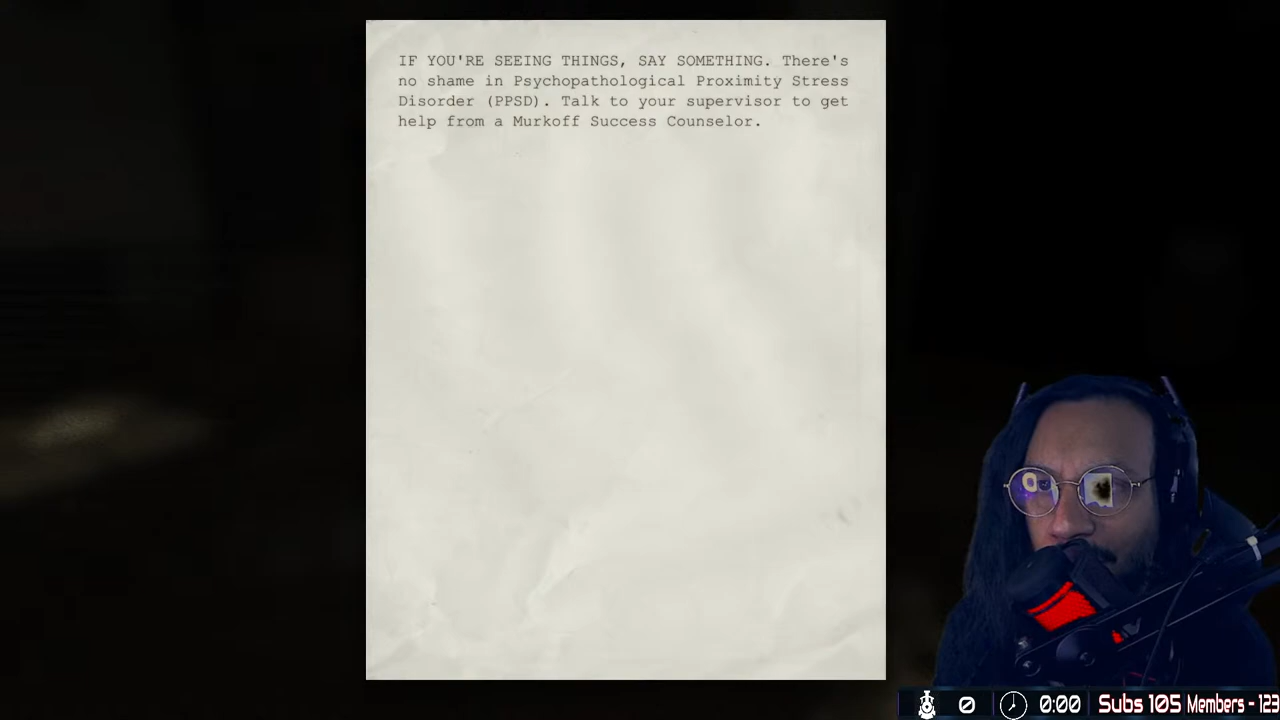 IF YOU'RE SEEING THINGS, SAY SOMETHING. There's
no shame in Psychopathological Proximity Stress
Disorder (PPSD). Talk to your supervisor to get
help from a Murkoff Success Counselor.
0 0:00 Subs 105 Members - 123